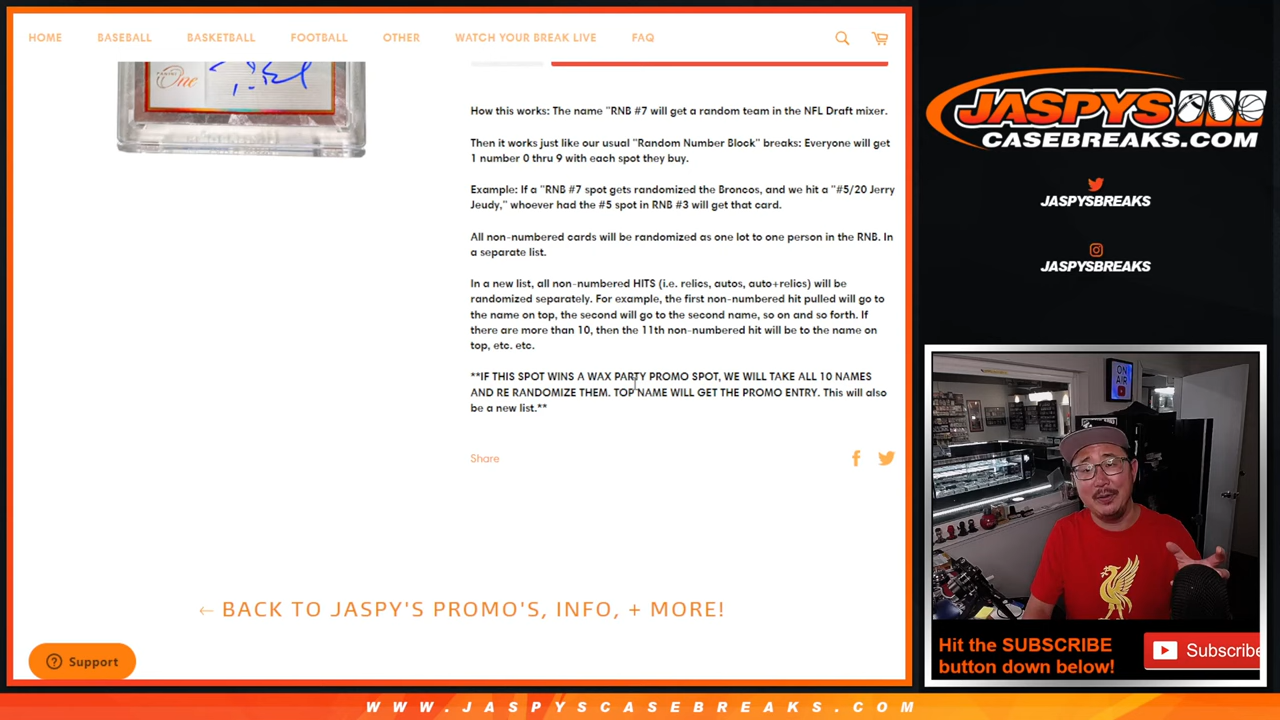 HOME BASEBALL BASKETBALL FOOTBALL OTHER WATCH YOUR BREAK LIVE FAQ
One
How this works: The name "RNB #7 will get a random team in the NFL Draft mixer.
Then it works just like our usual "Random Number Block" breaks: Everyone will get
1 number 0 thru 9 with each spot they buy.
Example: If a "RNB #7 spot gets randomized the Broncos, and we hit a "#5/20 Jerry
Jeudy," whoever had the #5 spot in RNB #3 will get that card.
All non-numbered cards will be randomized as one lot to one person in the RNB. In
a separate list.
In a new list, all non-numbered HITS (i.e. relics, autos, auto+relics) will be
randomized separately. For example, the first non-numbered hit pulled will go to
the name on top, the second will go to the second name, so on and so forth. If
there are more than 10, then the 11th non-numbered hit will be to the name on
top, etc. etc.
**IF THIS SPOT WINS A WAX PARTY PROMO SPOT, WE WILL TAKE ALL 10 NAMES
AND RE RANDOMIZE THEM. TOP NAME WILL GET THE PROMO ENTRY. This will also
be a new list.**
Share
← BACK TO JASPY'S PROMO'S, INFO, + MORE!
Support
JASPYS
CASEBREAKS.COM
JASPYSBREAKS
JASPYSBREAKS
ON
AIR
Hit the SUBSCRIBE
button down below!
Subscribe
WWW.JASPYSCASEBREAKS.COM